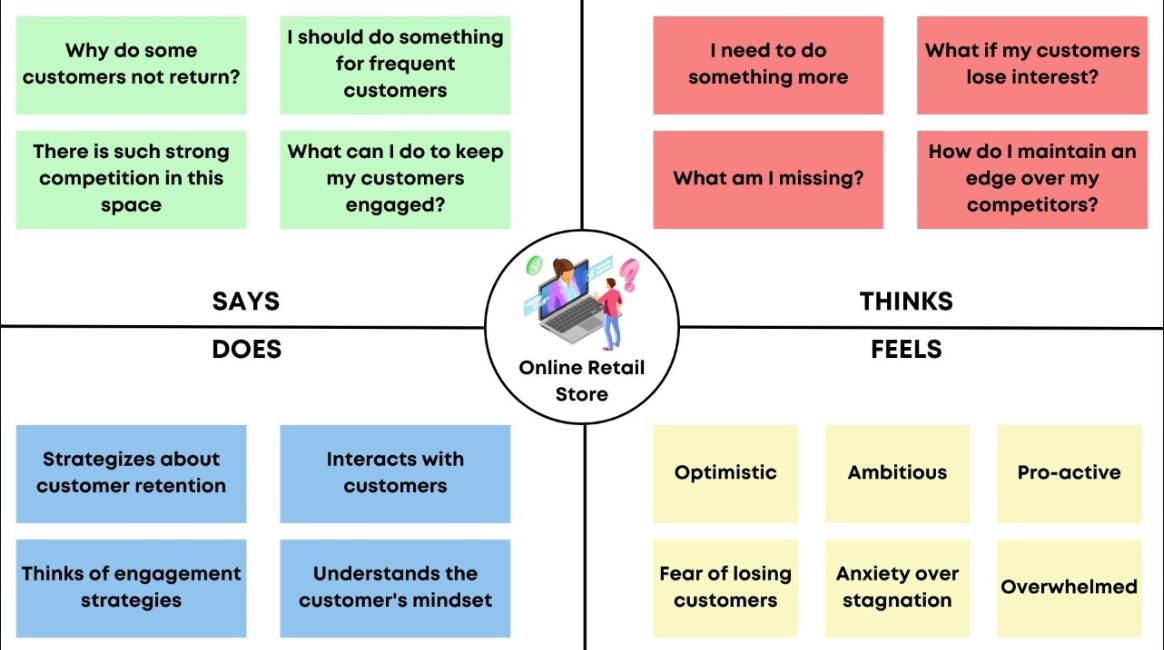 Why do some
customers not return?
I should do something
for frequent
customers
There is such strong
competition in this
space
What can I do to keep
my customers
engaged?
SAYS
I need to do
something more
What if my customers
lose interest?
What am I missing?
How do I maintain an
edge over my
competitors?
THINKS
Online Retail
Store
DOES
Strategizes about
customer retention
Interacts with
customers
Thinks of engagement
strategies
Understands the
customer's mindset
FEELS
Optimistic
Ambitious
Pro-active
Fear of losing
customers
Anxiety over
stagnation
Overwhelmed